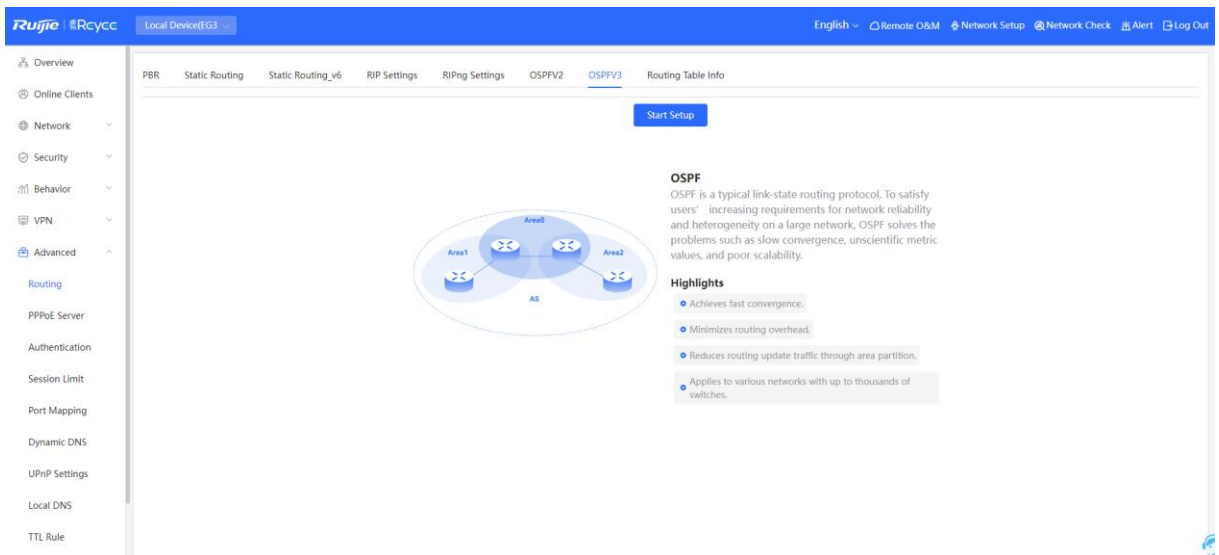 Ruijie | Rcycc
Local Device(EG3
English
Remote O&M
Network Setup
Network Check
Alert
Log Out
Overview
Online Clients
Network
Security
Behavior
VPN
Advanced
Routing
PPPoE Server
Authentication
Session Limit
Port Mapping
Dynamic DNS
UPnP Settings
Local DNS
TTL Rule
PBR
Static Routing
Static Routing_v6
RIP Settings
RIPng Settings
OSPFV2
OSPFV3
Routing Table Info
Start Setup
Area0
Area1
Area2
AS
OSPF
OSPF is a typical link-state routing protocol. To satisfy
users' increasing requirements for network reliability
and heterogeneity on a large network, OSPF solves the
problems such as slow convergence, unscientific metric
values, and poor scalability.
Highlights
Achieves fast convergence.
Minimizes routing overhead.
Reduces routing update traffic through area partition.
Applies to various networks with up to thousands of
switches.